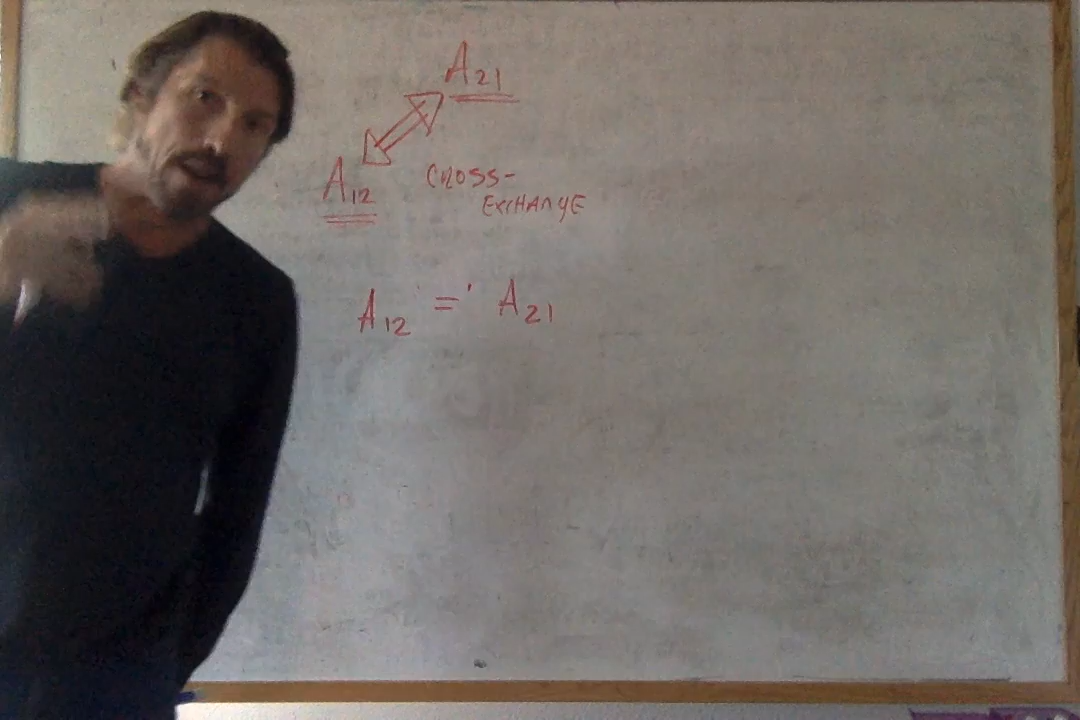 A21
A12
CROSS-
EXCHANGE
A12 = A21